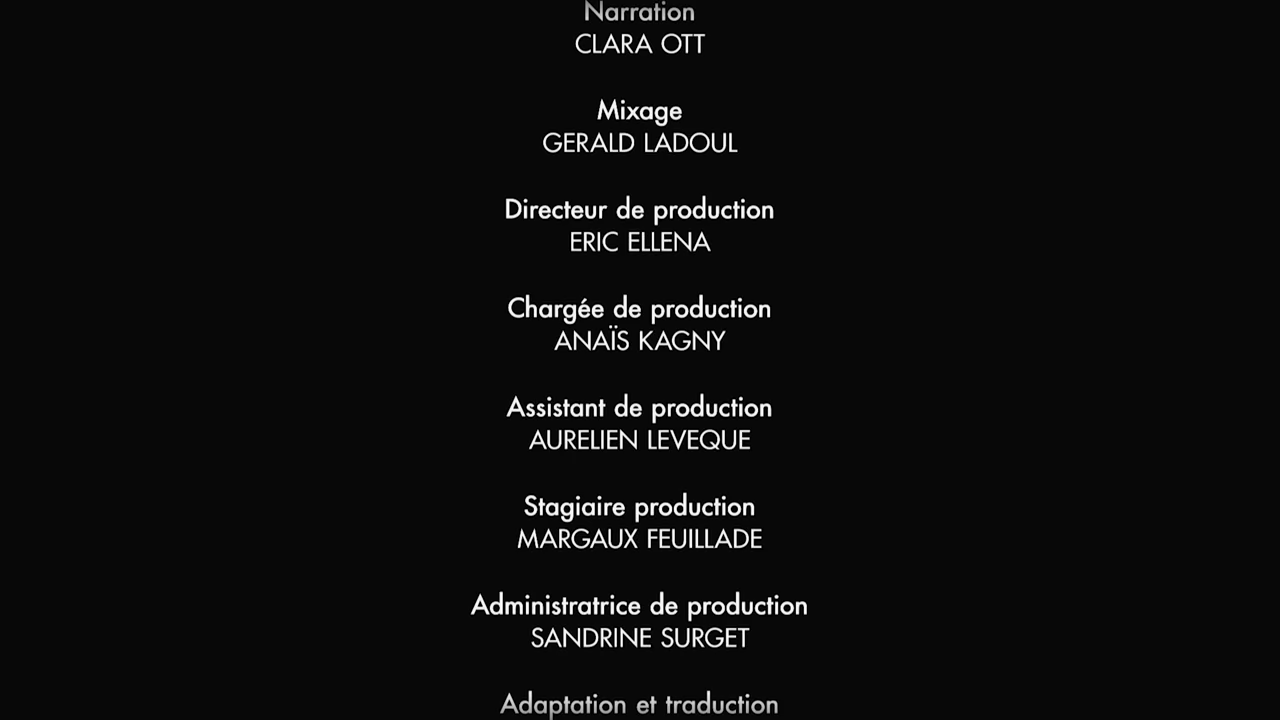 Narration
CLARA OTT
Mixage
GERALD LADOUL
Directeur de production
ERIC ELLENA
Chargée de production
ANAÏS KAGNY
Assistant de production
AURELIEN LEVEQUE
Stagiaire production
MARGAUX FEUILLADE
Administratrice de production
SANDRINE SURGET
Adaptation et traduction